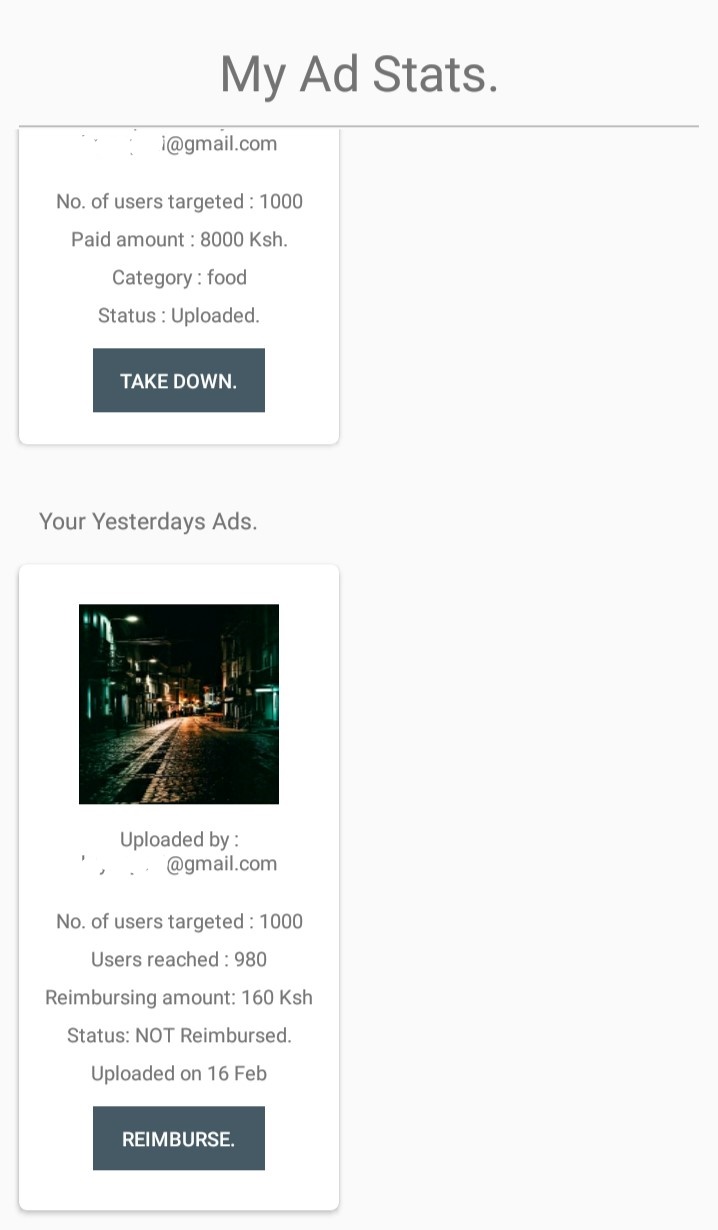 My Ad Stats.
@gmail.com
No. of users targeted : 1000
Paid amount : 8000 Ksh.
Category : food
Status : Uploaded.
TAKE DOWN.
Your Yesterdays Ads.
Uploaded by :
@gmail.com
No. of users targeted : 1000
Users reached : 980
Reimbursing amount: 160 Ksh
Status: NOT Reimbursed.
Uploaded on 16 Feb
REIMBURSE.